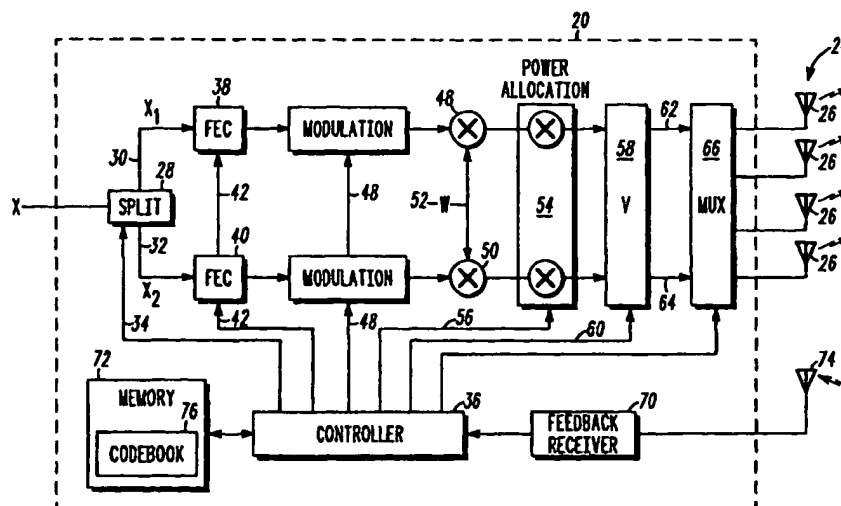 20
2
38
POWER
ALLOCATION
X1
FEC
MODULATION
48
62
58
V
66
MUX
26
30
28
X
SPLIT
42
48
52
W
54
26
32
40
26
X2
FEC
MODULATION
50
64
26
34
42
48
56
60
72
MEMORY
76
CODEBOOK
36
CONTROLLER
70
FEEDBACK
RECEIVER
74